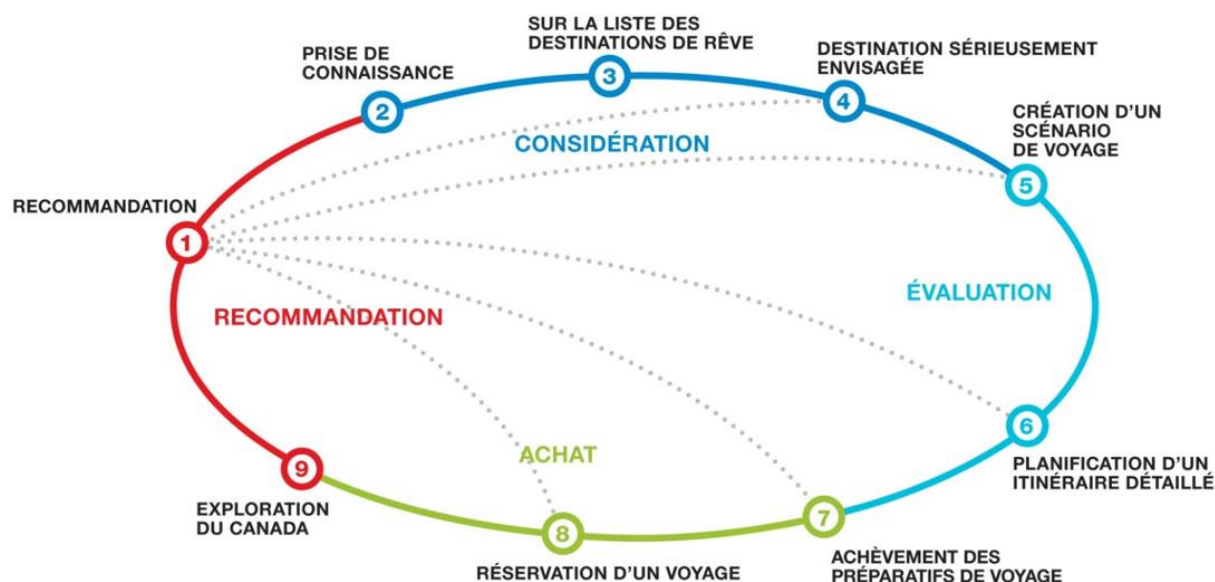 SUR LA LISTE DES
DESTINATIONS DE RÊVE
PRISE DE
CONNAISSANCE
DESTINATION SÉRIEUSEMENT
ENVISAGÉE
3
4
2
CRÉATION D'UN
SCÉNARIO
DE VOYAGE
CONSIDÉRATION
5
RECOMMANDATION
1
ÉVALUATION
RECOMMANDATION
6
ACHAT
9
PLANIFICATION D'UN
ITINÉRAIRE DÉTAILLÉ
EXPLORATION
DU CANADA
7
8
ACHÈVEMENT DES
PRÉPARATIFS DE VOYAGE
RÉSERVATION D'UN VOYAGE